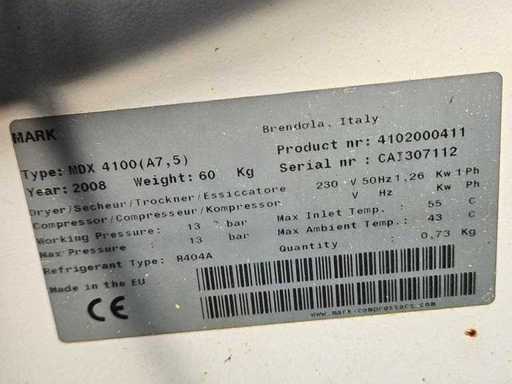 MARK
Brendola, Italy
Type: MDX 4100(A7,5)
Product nr: 4102000411
Year: 2008 Weight: 60 Kg
Serial nr : CAI307112
Dryer/Secheur/Trockner/Essiccatore 230 V 50Hz 1,26 Kw 1 Ph
Compressor/Compresseur/Kompressor V Hz Kw Ph
Working Pressure: 13 bar Max Inlet Temp. : 55 C
Max Pressure : 13 bar Max Ambient Temp.: 43 C
Refrigerant Type: R404A Quantity : 0,73 Kg
Made in the EU
CE
www.mark-compressors.com